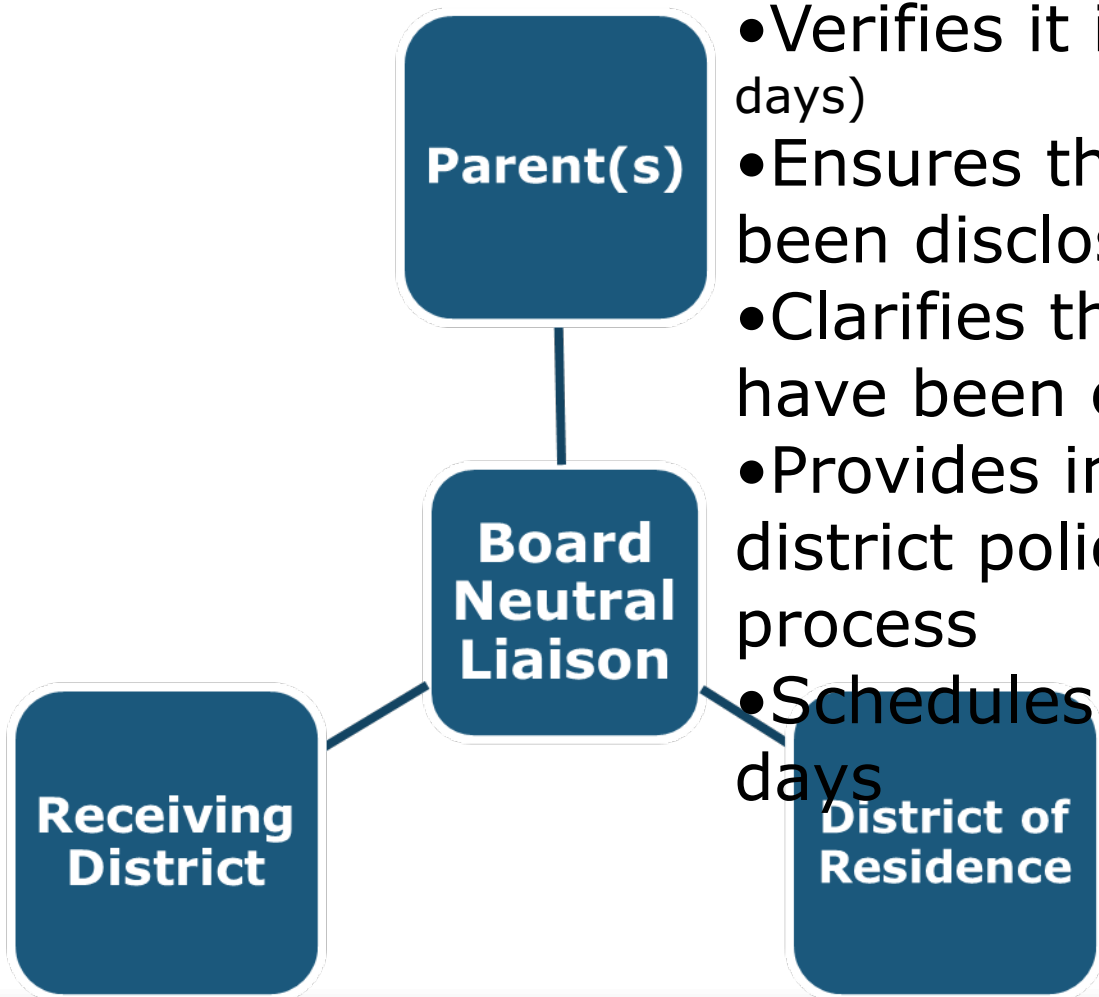 Parent(s)
Board
Neutral
Liaison
Receiving
District
District of
Residence
•Verifies it
days)
•Ensures th
been disclos
•Clarifies th
have been
•Provides in
district polic
process
•Schedules
days